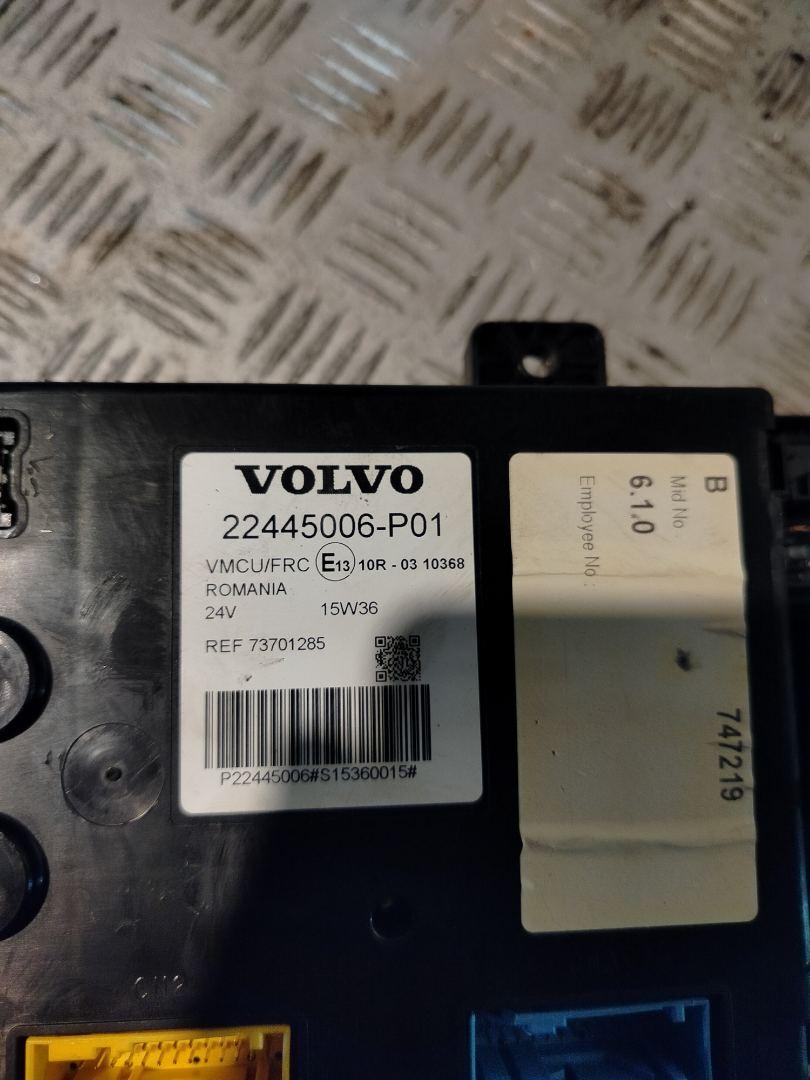 VOLVO
22445006-P01
VMCU/FRC E13 10R - 03 10368
ROMANIA
24V 15W36
REF 73701285
P22445006#S15360015#
B
Mid No
6.1.0
Employee No :
747219
CN2